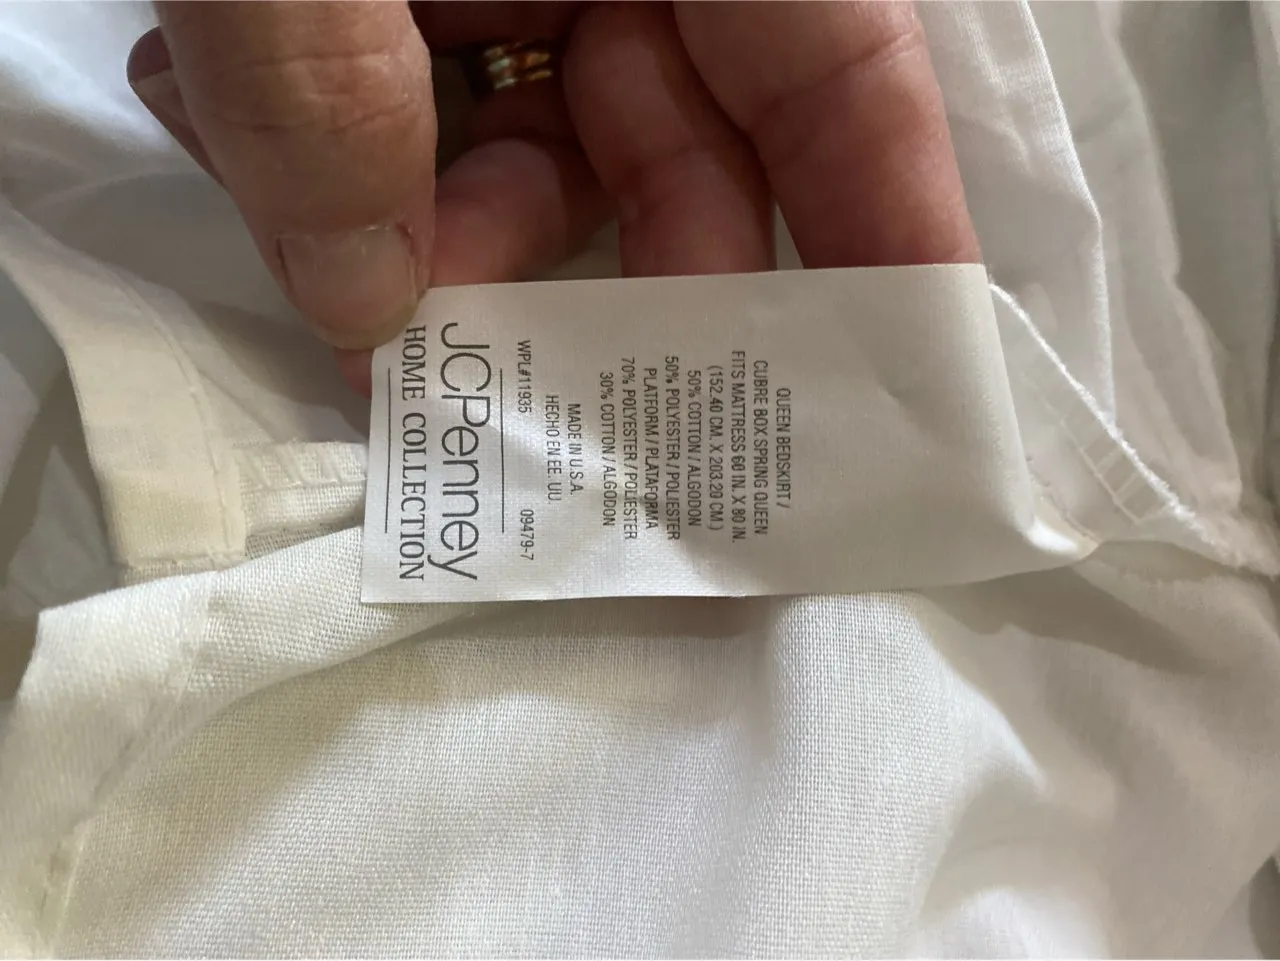 QUEEN BEDSKIRT /
CUBRE BOX SPRING QUEEN
FITS MATTRESS 60 IN. X 80 IN.
(152.40 CM. X 203.20 CM.)
50% COTTON / ALGODON
50% POLYESTER / POLIESTER
PLATFORM / PLATAFORMA
70% POLYESTER / POLIESTER
30% COTTON / ALGODON
MADE IN U.S.A.
HECHO EN EE. UU.
WPL#11935 09479-7
JCPenney
HOME COLLECTION